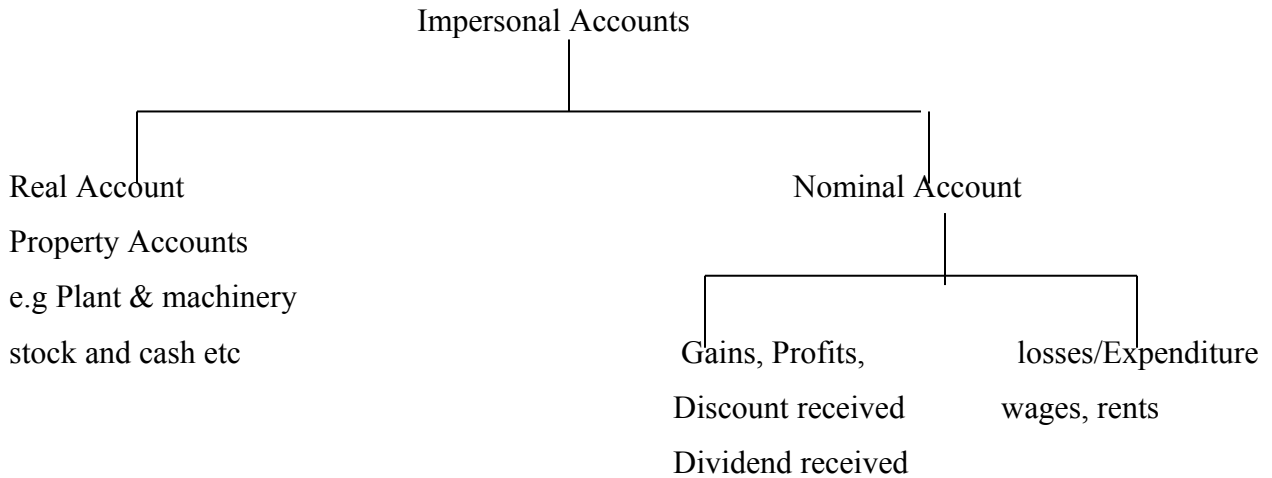 Impersonal Accounts
Real Account
Property Accounts
e.g Plant & machinery
stock and cash etc
Nominal Account
Gains, Profits,
Discount received
Dividend received
losses/Expenditure
wages, rents